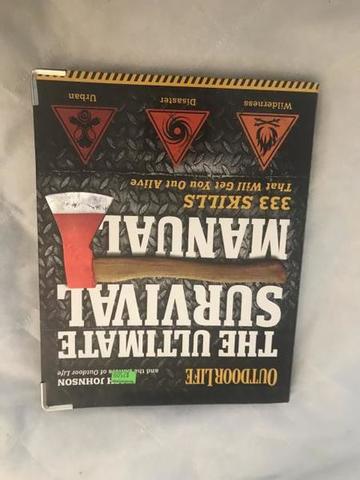 OUTDOORLIFE
JOHNSON
and the Editors of Outdoor Life
THE ULTIMATE
SURVIVAL
MANUAL
333 SKILLS
That Will Get You Out Alive
Wilderness
Disaster
Urban